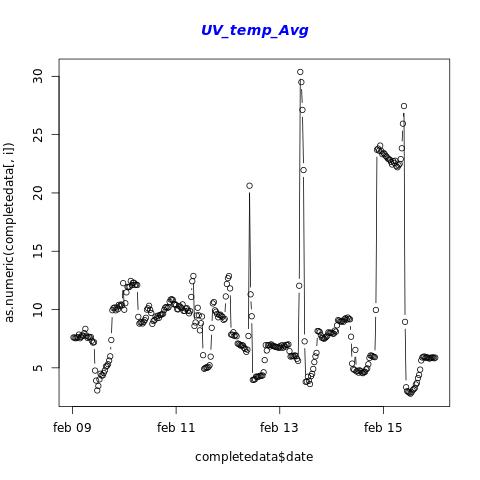 UV_temp_Avg
as.numeric(completedata[, i])
30
25
20
15
10
5
feb 09
feb 11
feb 13
feb 15
completedata$date